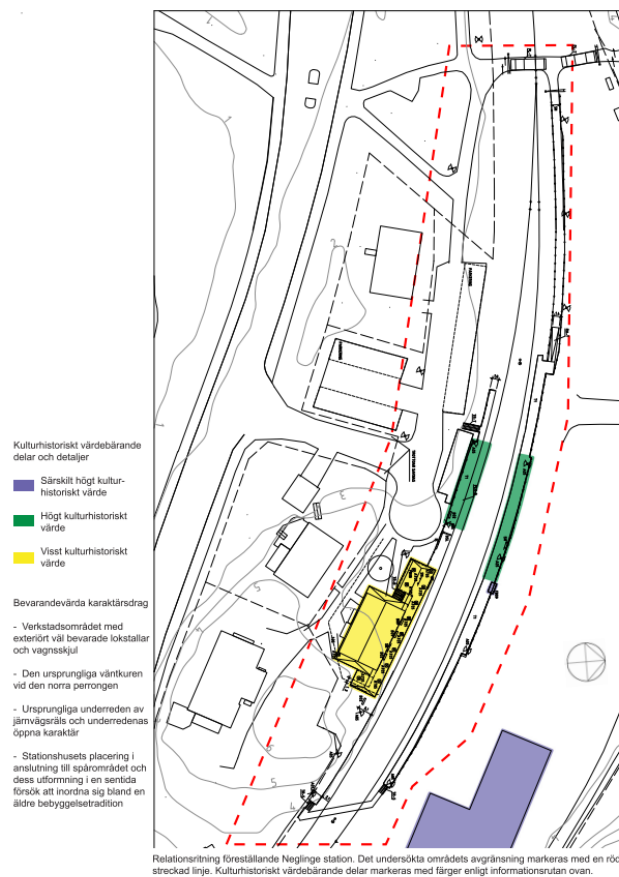 Kulturhistoriskt värdebärande
delar och detaljer
Särskilt högt kultur-
historiskt värde
Högt kulturhistoriskt
värde
Visst kulturhistoriskt
värde
Bevarandevärda karaktärsdrag
- Verkstadsområdet med
exteriört väl bevarade lokstallar
och vagnsskjul
- Den ursprungliga väntkuren
vid den norra perrongen
- Ursprungliga underreden av
järnvägsräls och underredenas
öppna karaktär
- Stationshusets placering i
anslutning till spårområdet och
dess utformning i en sentida
försök att inordna sig bland en
äldre bebyggelsetradition
Relationsritning föreställande Neglinge station. Det undersökta områdets avgränsning markeras med en röd
streckad linje. Kulturhistoriskt värdebärande delar markeras med färger enligt informationsrutan ovan.